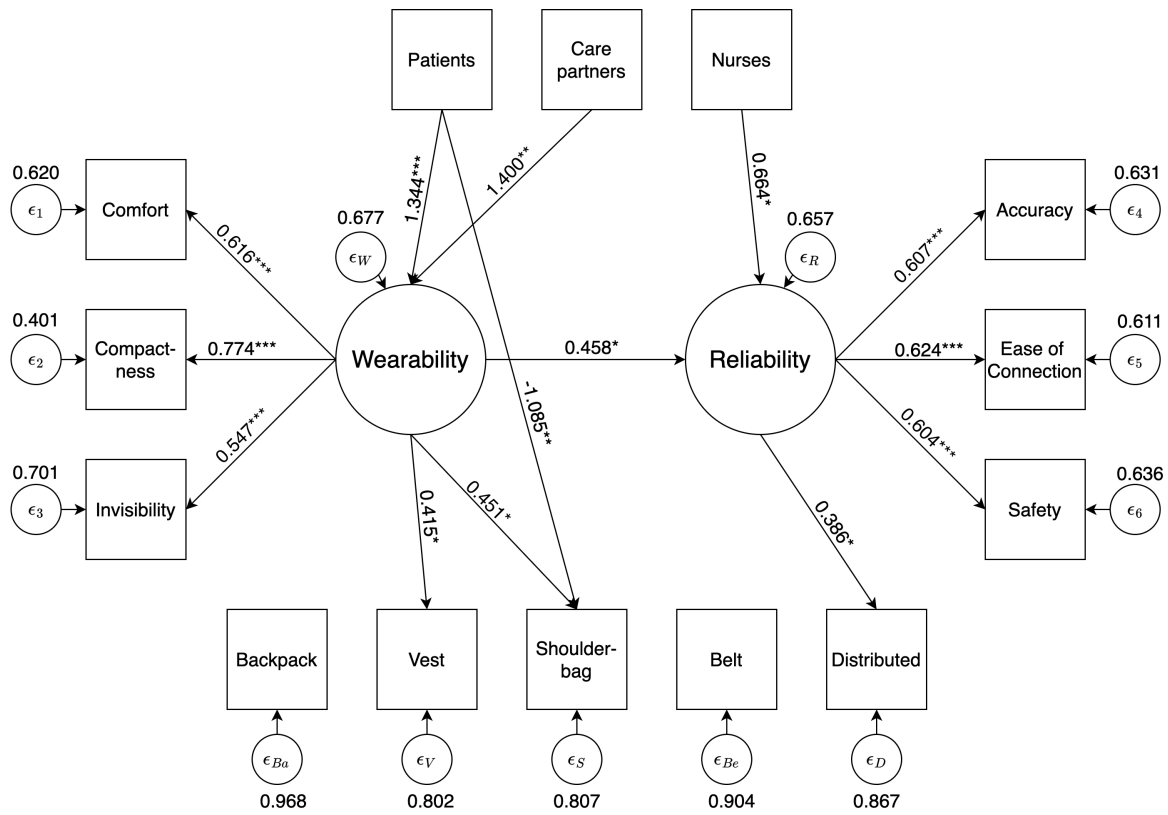 Patients
Care
partners
Nurses
1.344***
1.400**
0.664*
0.620
ϵ1
Comfort
0.677
ϵW
0.657
ϵR
Accuracy
0.631
ϵ4
0.616***
0.607***
0.401
ϵ2
Compact-
ness
0.774***
Wearability
0.458*
Reliability
0.624***
Ease of
Connection
0.611
ϵ5
-1.085**
0.547***
0.604***
0.701
ϵ3
Invisibility
0.415*
0.451*
0.386*
Safety
0.636
ϵ6
Backpack
Vest
Shoulder-
bag
Belt
Distributed
ϵBa
ϵV
ϵS
ϵBe
ϵD
0.968
0.802
0.807
0.904
0.867